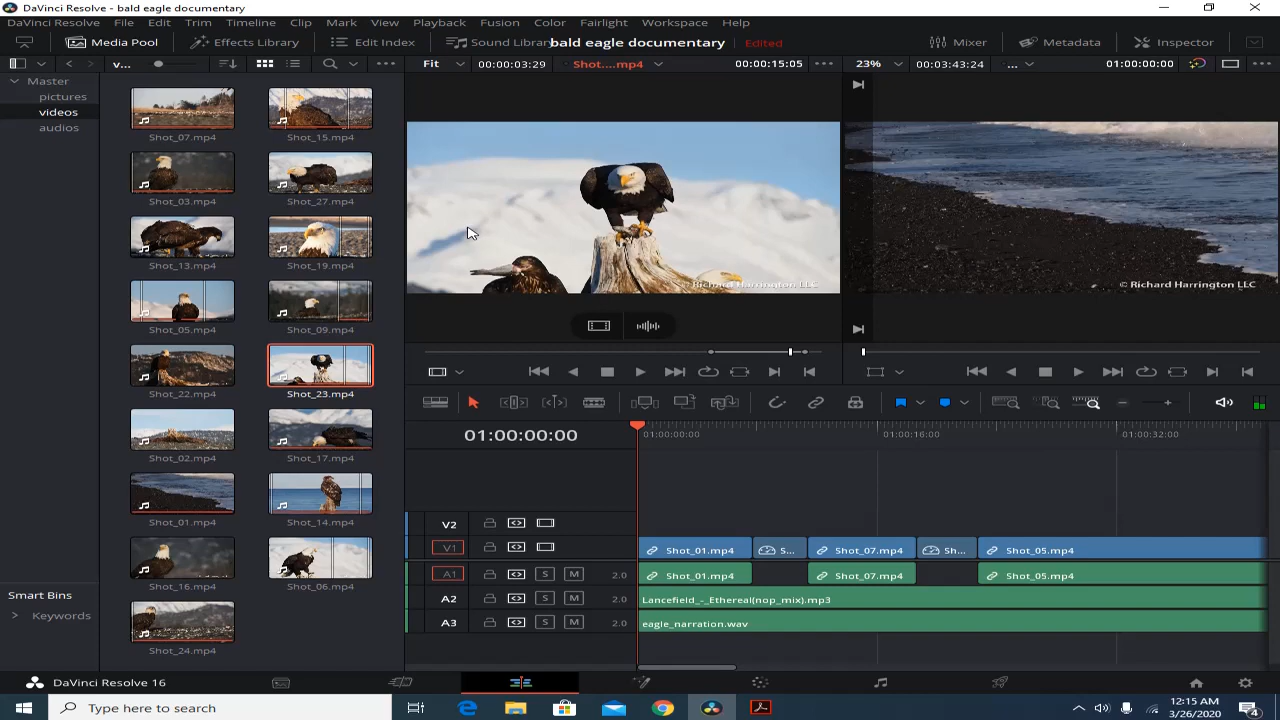 DaVinci Resolve - bald eagle documentary
DaVinci Resolve File Edit Trim Timeline Clip Mark View Playback Fusion Color Fairlight Workspace Help
Media Pool Effects Library Edit Index Sound Library bald eagle documentary Edited Mixer Metadata Inspector
v... Fit 00:00:03:29 Shot....mp4 00:00:15:05 23% 00:03:43:24 ... 01:00:00:00
Master
pictures
videos
audios
Shot_07.mp4 Shot_15.mp4
Shot_03.mp4 Shot_27.mp4
Shot_13.mp4 Shot_19.mp4
Shot_05.mp4 Shot_09.mp4
Shot_22.mp4 Shot_23.mp4
Shot_02.mp4 Shot_17.mp4
Shot_01.mp4 Shot_14.mp4
Shot_16.mp4 Shot_06.mp4
Shot_24.mp4
Smart Bins
Keywords
© Richard Harrington LLC
© Richard Harrington LLC
01:00:00:00 01:00:00:00 01:00:16:00 01:00:32:00
V2
V1 Shot_01.mp4 S... Shot_07.mp4 Sh... Shot_05.mp4
A1 S M 2.0 Shot_01.mp4 Shot_07.mp4 Shot_05.mp4
A2 S M 2.0 Lancefield_-_Ethereal(nop_mix).mp3
A3 S M 2.0 eagle_narration.wav
DaVinci Resolve 16
Type here to search
12:15 AM
3/26/2020
4